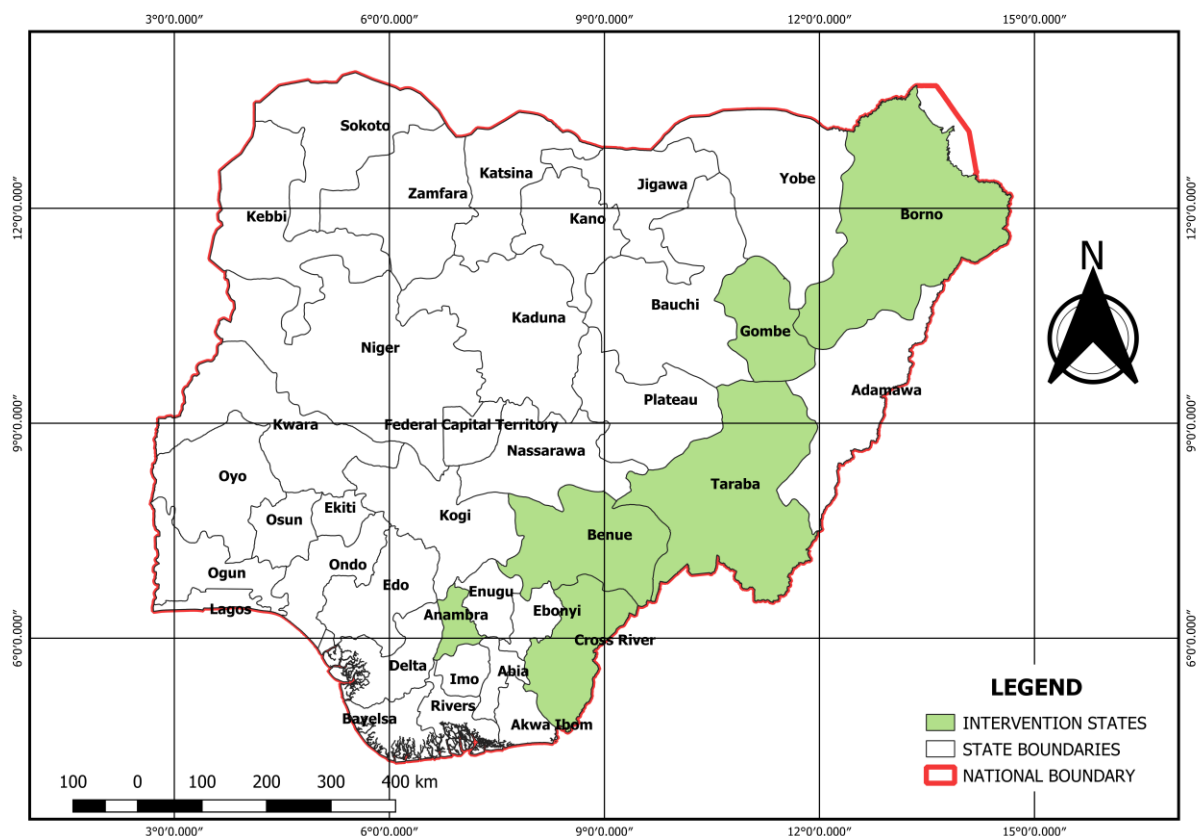 3°0'0.000″ 6°0'0.000″ 9°0'0.000″ 12°0'0.000″ 15°0'0.000″
Sokoto
Katsina
Jigawa
Yobe
Zamfara
12°0'0.000″
12°0'0.000″
Kebbi
Kano
Borno
N
Bauchi
Kaduna
Gombe
Niger
Adamawa
Plateau
9°0'0.000″
9°0'0.000″
Kwara
Federal Capital Territory
Nassarawa
Oyo
Taraba
Ekiti
Osun
Kogi
Benue
Ondo
Ogun
Edo
Enugu
Lagos
Anambra
Ebonyi
6°0'0.000″
6°0'0.000″
Cross River
Delta
Abia
Imo
Rivers
Bayelsa
Akwa Ibom
LEGEND
INTERVENTION STATES
STATE BOUNDARIES
NATIONAL BOUNDARY
100 0 100 200 300 400 km
3°0'0.000″ 6°0'0.000″ 9°0'0.000″ 12°0'0.000″ 15°0'0.000″